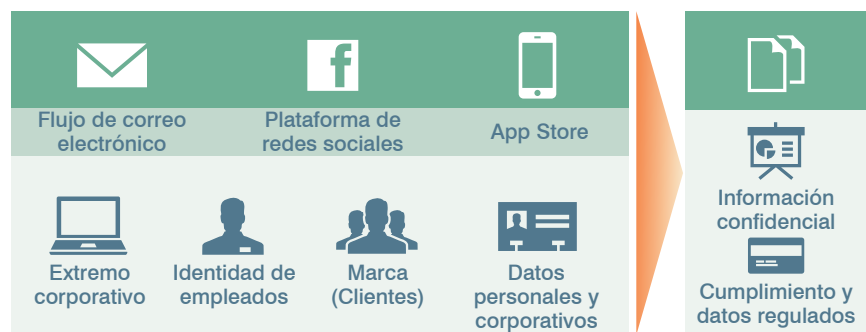 Flujo de correo
electrónico
Plataforma de
redes sociales
App Store
Extremo
corporativo
Identidad de
empleados
Marca
(Clientes)
Datos
personales y
corporativos
Información
confidencial
Cumplimiento y
datos regulados